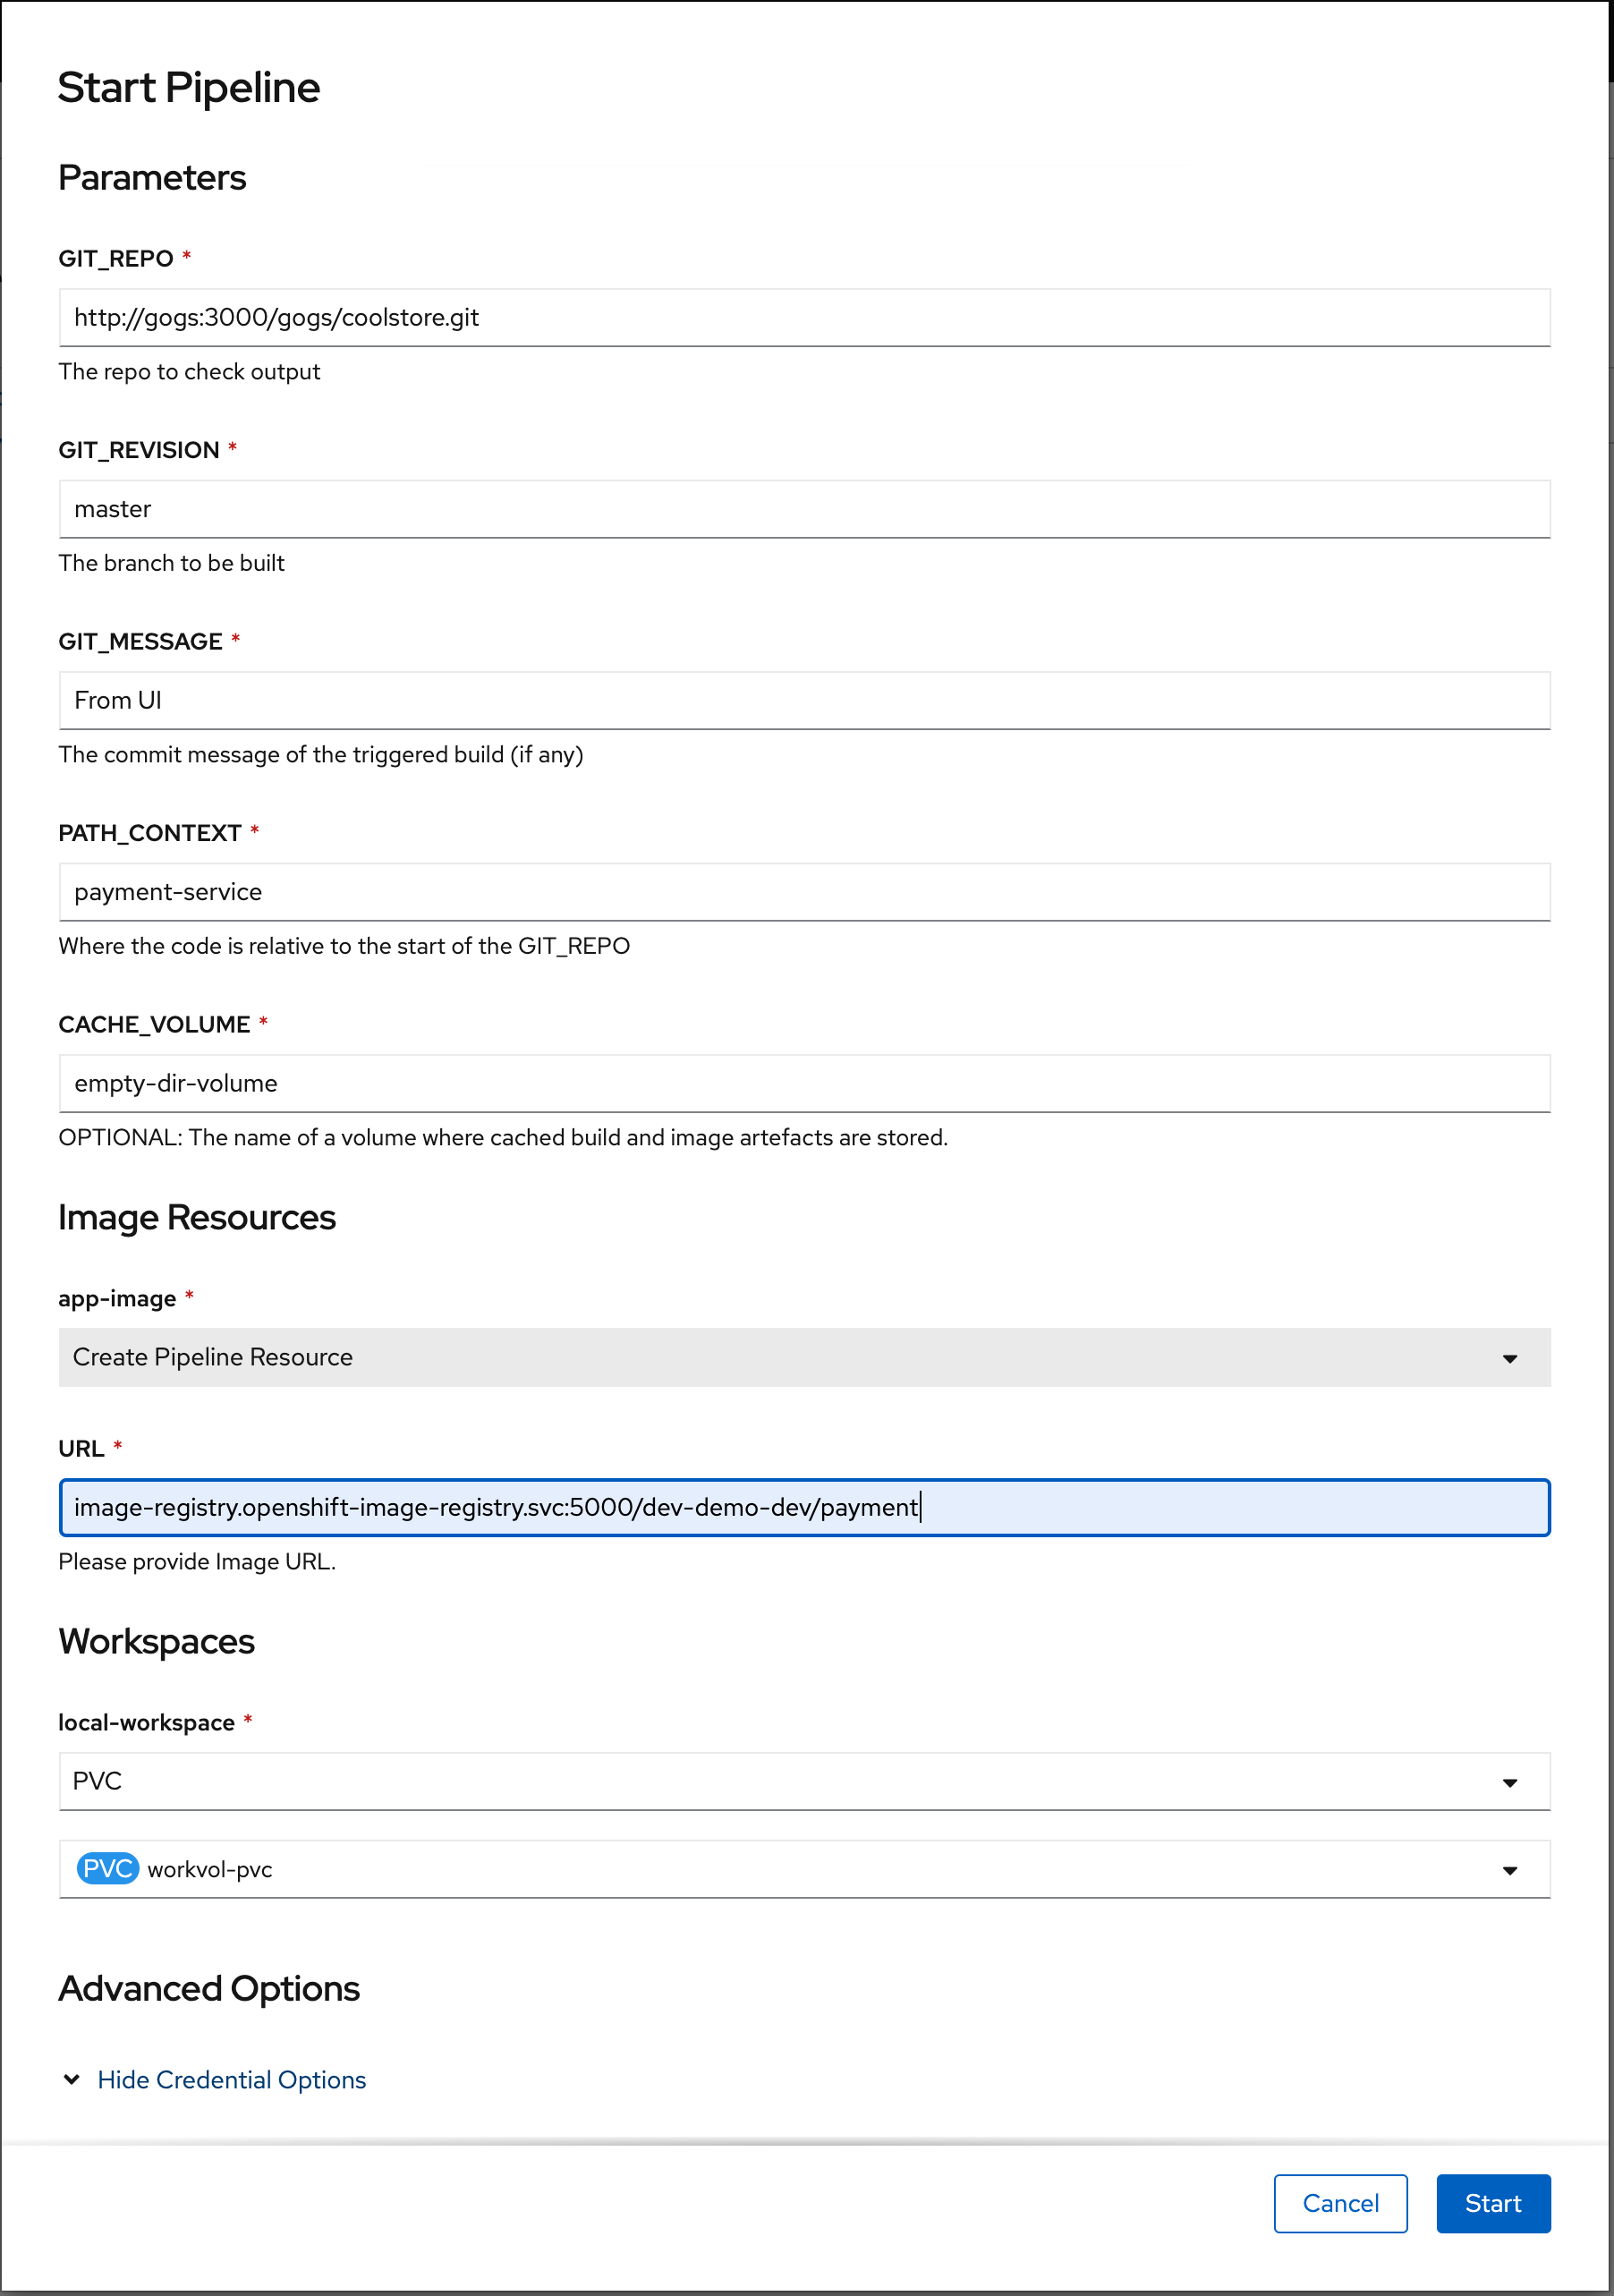 Start Pipeline
Parameters
GIT_REPO *
http://gogs:3000/gogs/coolstore.git
The repo to check output
GIT_REVISION *
master
The branch to be built
GIT_MESSAGE *
From UI
The commit message of the triggered build (if any)
PATH_CONTEXT *
payment-service
Where the code is relative to the start of the GIT_REPO
CACHE_VOLUME *
empty-dir-volume
OPTIONAL: The name of a volume where cached build and image artefacts are stored.
Image Resources
app-image *
Create Pipeline Resource
URL *
image-registry.openshift-image-registry.svc:5000/dev-demo-dev/payment
Please provide Image URL.
Workspaces
local-workspace *
PVC
PVC workvol-pvc
Advanced Options
Hide Credential Options
Cancel Start